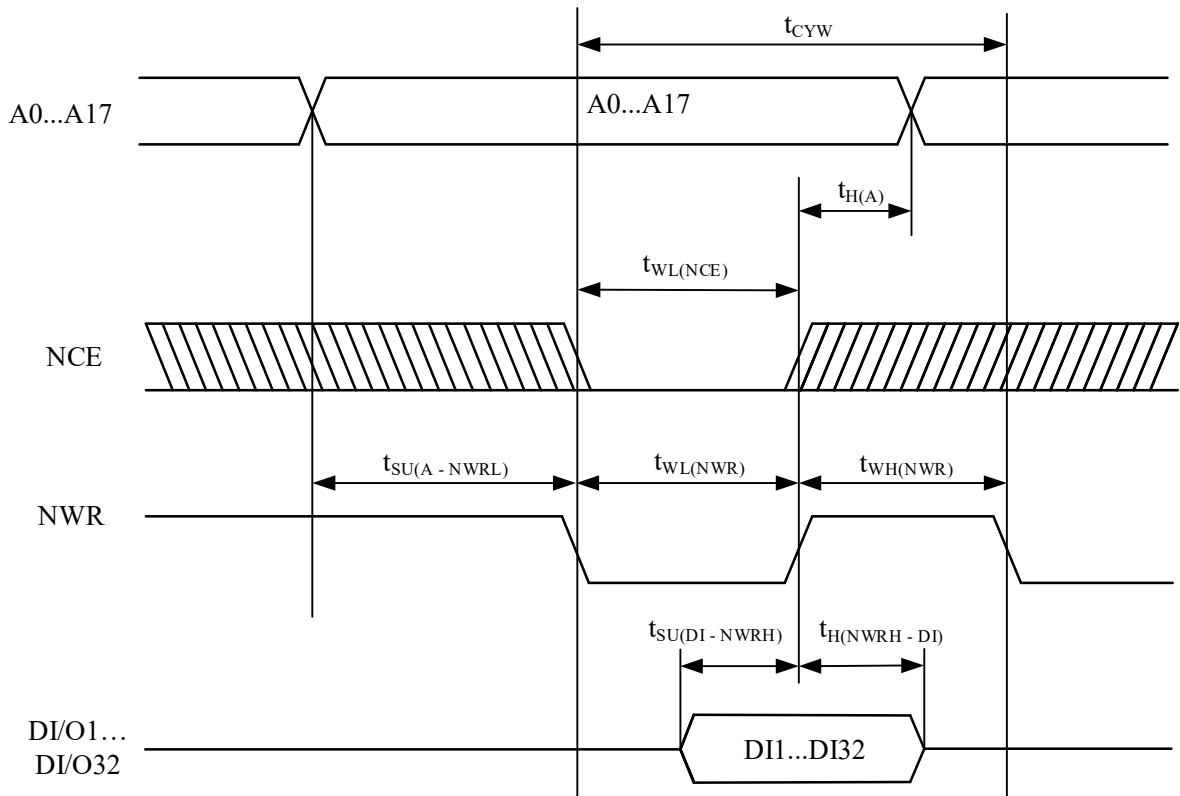 tCYW
A0...A17
A0...A17
tH(A)
tWL(NCE)
NCE
tSU(A - NWRL)
tWL(NWR)
tWH(NWR)
NWR
tSU(DI - NWRH)
tH(NWRH - DI)
DI/O1…
DI/O32
DI1...DI32